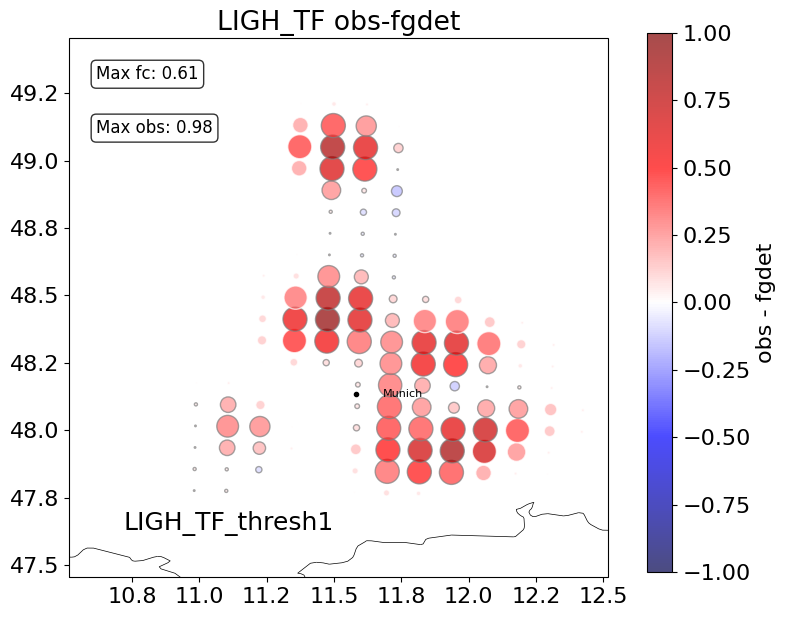 LIGH_TF obs-fgdet
Max fc: 0.61
Max obs: 0.98
49.2
49.0
48.8
48.5
48.2
48.0
47.8
47.5
Munich
LIGH_TF_thresh1
10.8 11.0 11.2 11.5 11.8 12.0 12.2 12.5
1.00
0.75
0.50
0.25
0.00
−0.25
−0.50
−0.75
−1.00
obs - fgdet